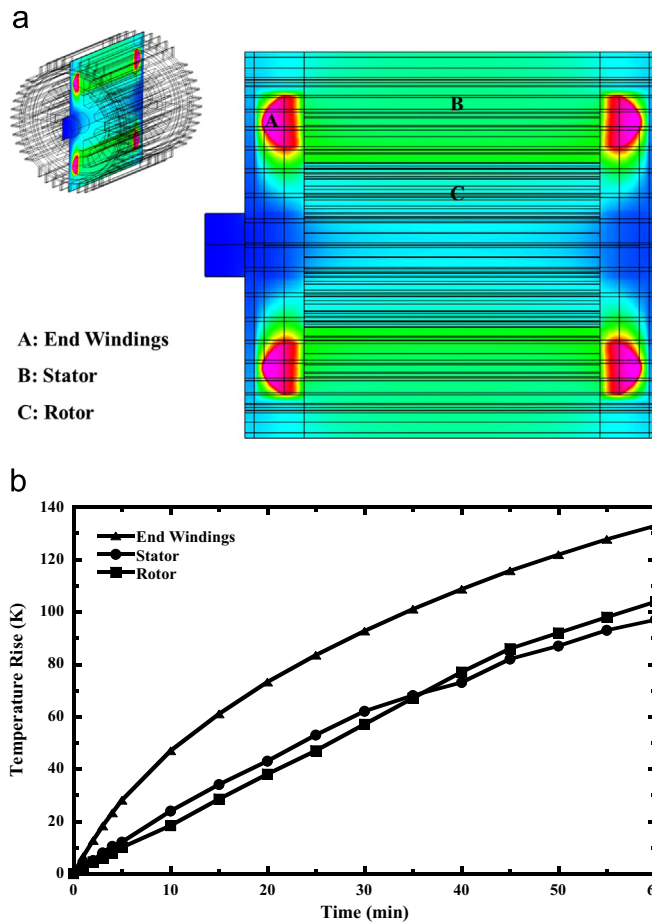 a
A
B
C
A: End Windings
B: Stator
C: Rotor
b
140
120
100
80
60
40
20
0
End Windings
Stator
Rotor
Temperature Rise (K)
0 10 20 30 40 50
Time (min)